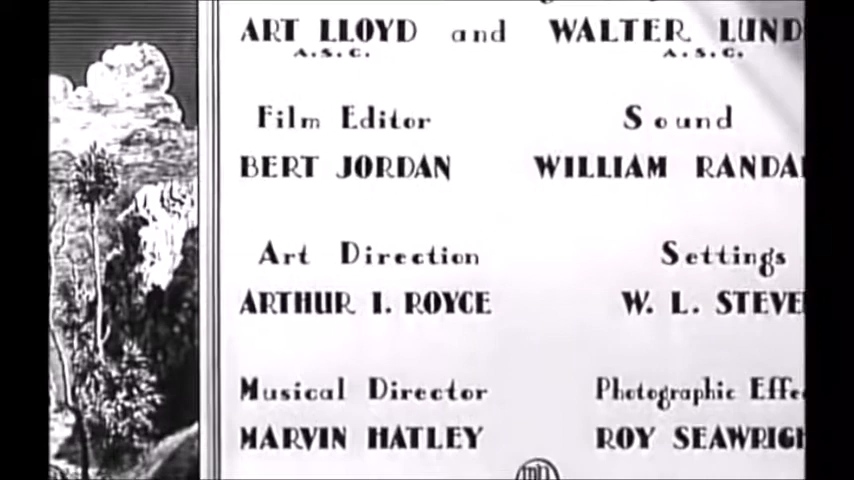 ART LLOYD and WALTER LUND
A.S.C. A.S.C.
Film Editor Sound
BERT JORDAN WILLIAM RANDA
Art Direction Settings
ARTHUR I. ROYCE W. L. STEVE
Musical Director Photographic Effe
MARVIN HATLEY ROY SEAWRIGH